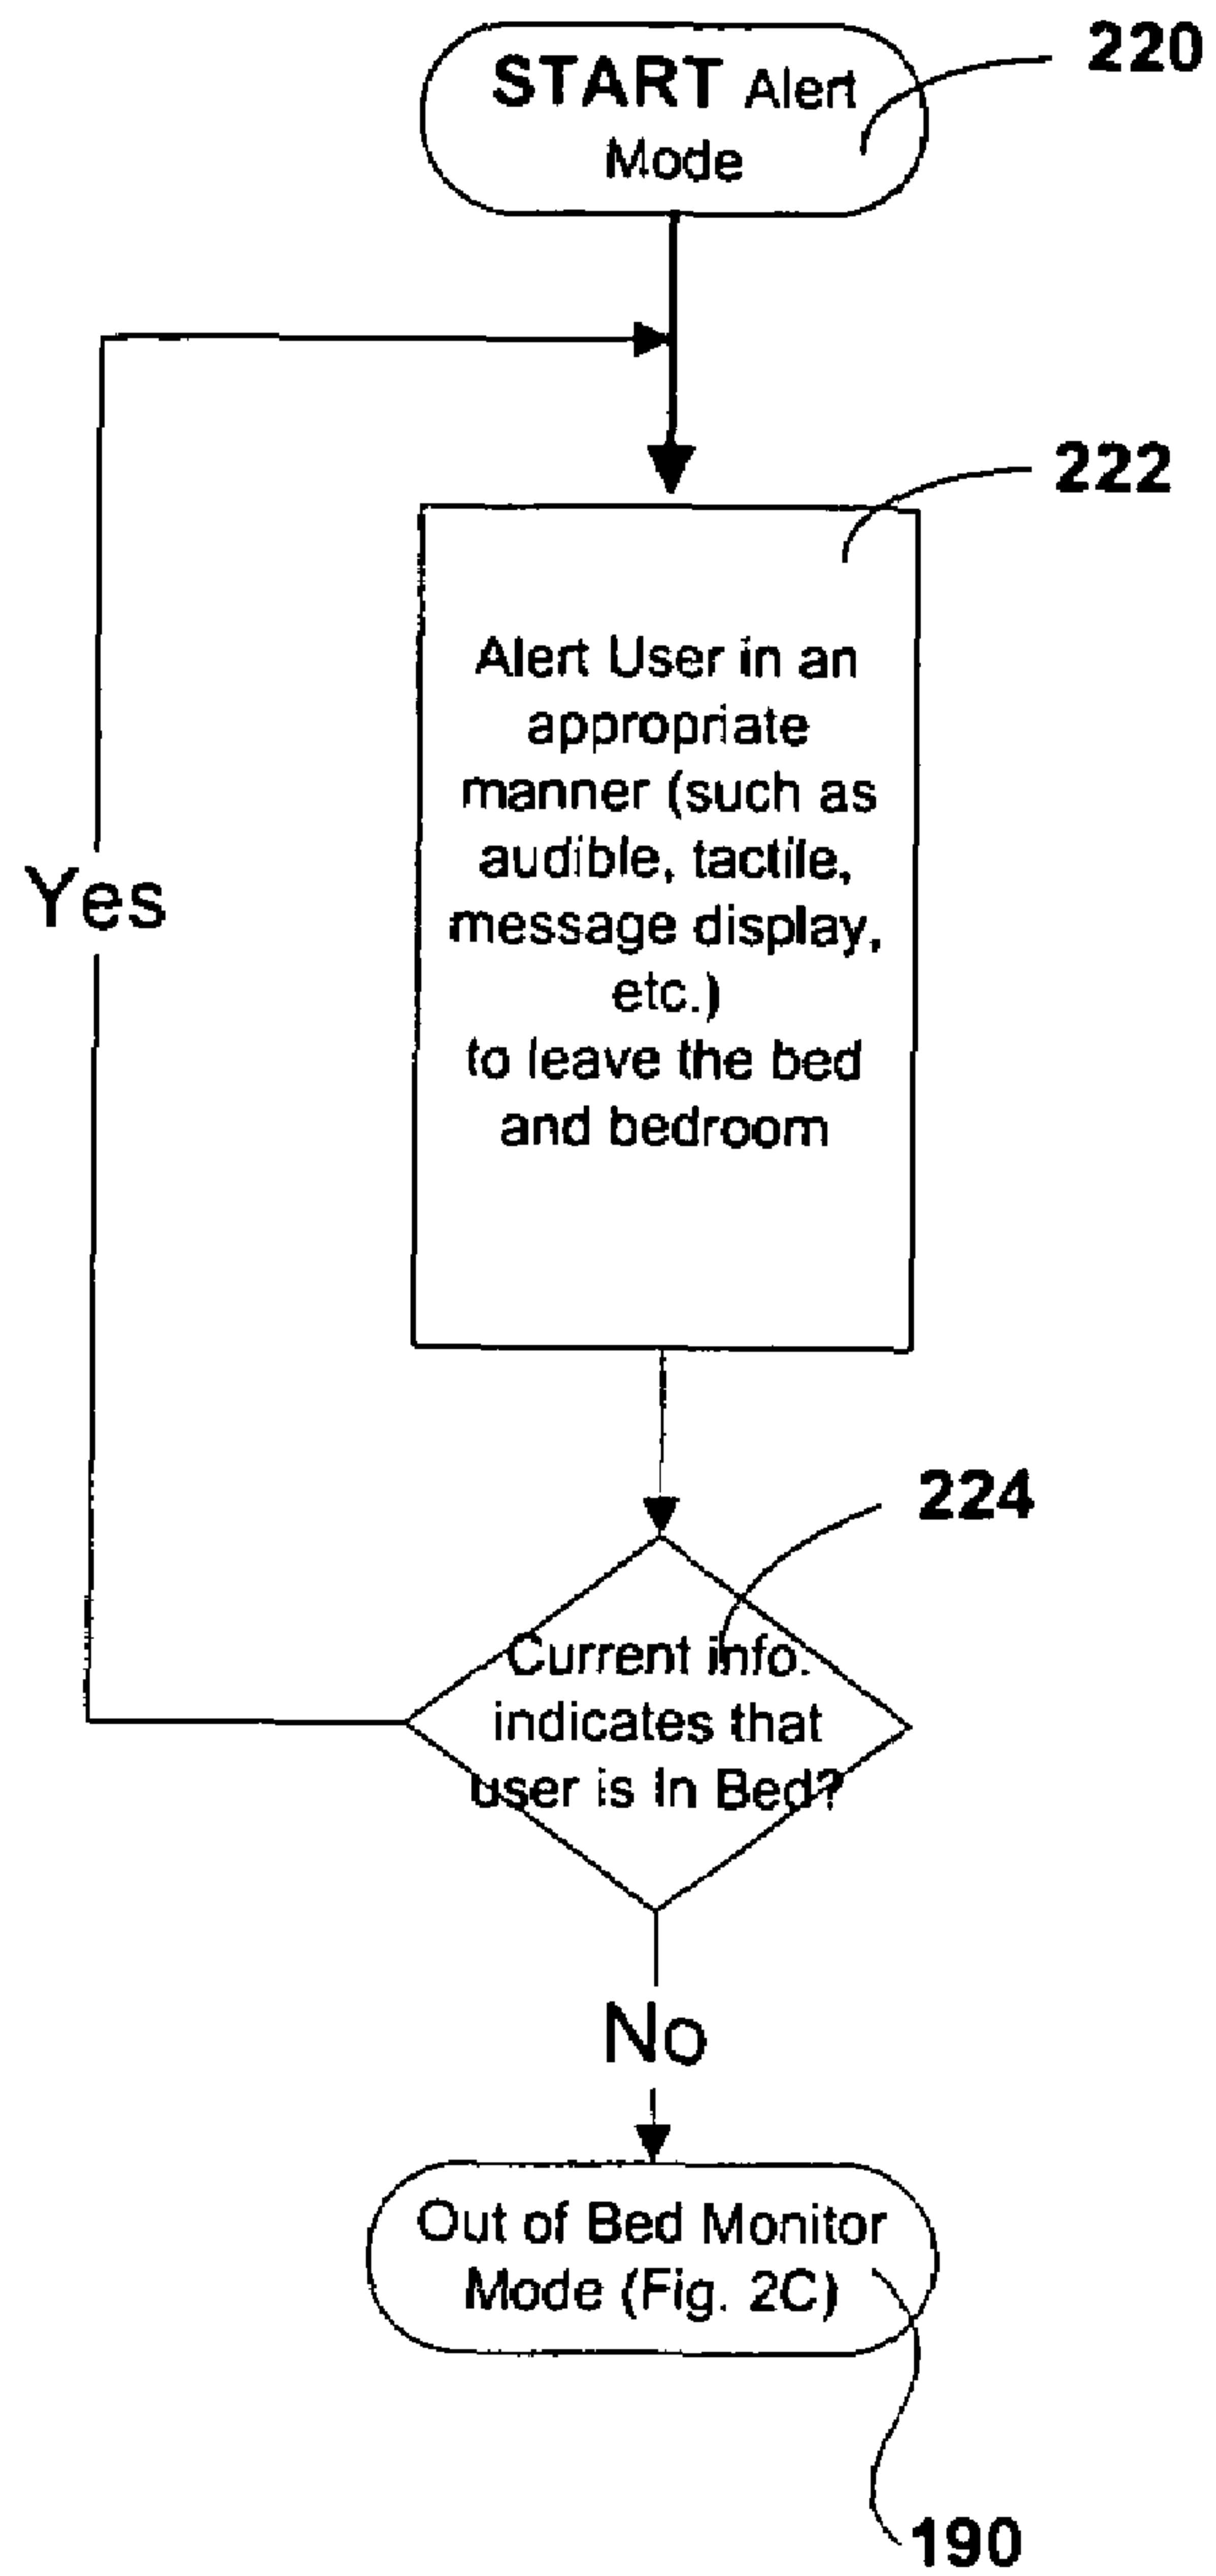 START Alert
Mode
220
222
Alert User in an
appropriate
manner (such as
audible, tactile,
message display,
etc.)
to leave the bed
and bedroom
Yes
224
Current info.
indicates that
user is In Bed?
No
Out of Bed Monitor
Mode (Fig. 2C)
190